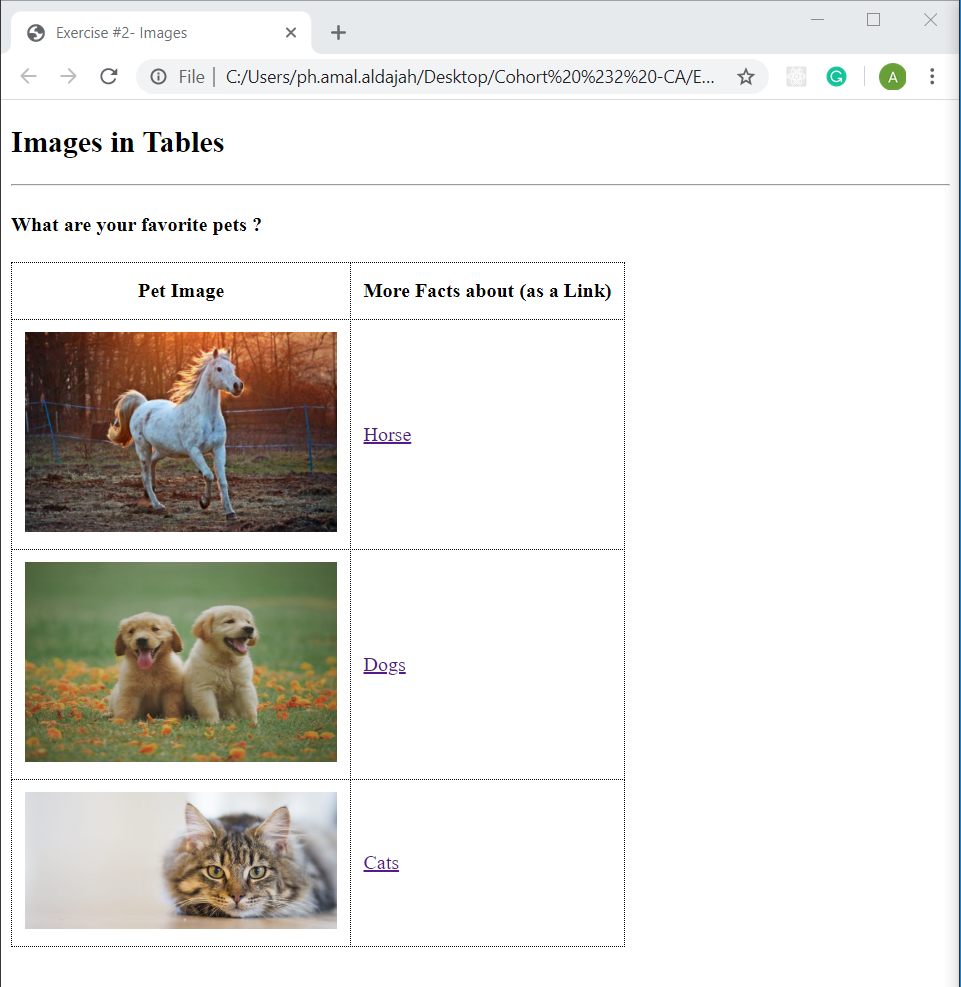 Exercise #2- Images
File | C:/Users/ph.amal.aldajah/Desktop/Cohort%20%232%20-CA/E...
A
Images in Tables
What are your favorite pets ?
Pet Image
More Facts about (as a Link)
Horse
Dogs
Cats